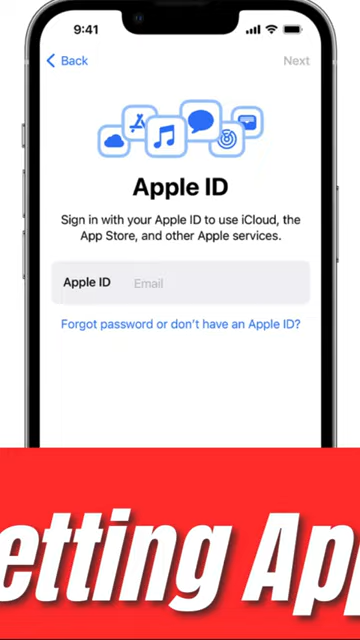 9:41
Back
Next
Apple ID
Sign in with your Apple ID to use iCloud, the
App Store, and other Apple services.
Apple ID Email
Forgot password or don't have an Apple ID?
etting App